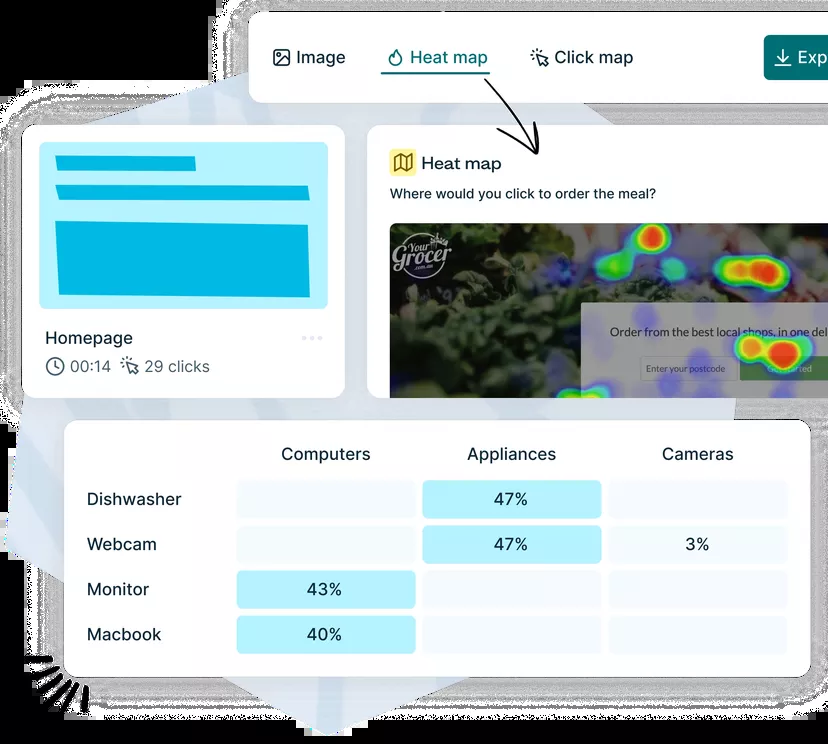 Image
Heat map
Click map
Exp
Heat map
Where would you click to order the meal?
Your
Grocer
.com.au
Order from the best local shops, in one del
Enter your postcode
Get started
Homepage
00:14
29 clicks
Computers
Appliances
Cameras
Dishwasher
47%
Webcam
47%
3%
Monitor
43%
Macbook
40%